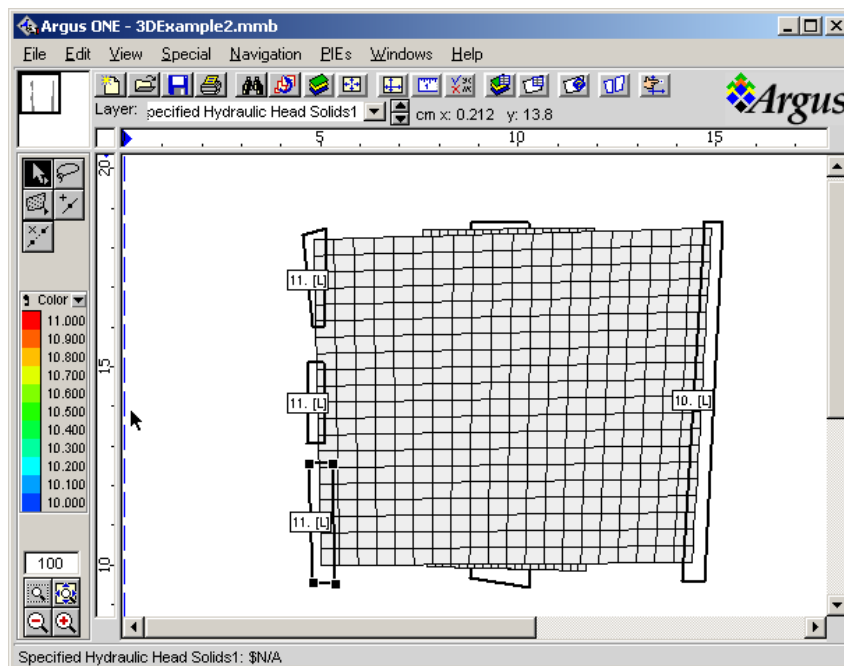 Argus ONE - 3DExample2.mmb
File Edit View Special Navigation PIEs Windows Help
Layer: pecified Hydraulic Head Solids1 cm x: 0.212 y: 13.8
Argus
5 10 15
20
15
10
Color
11.000
10.900
10.800
10.700
10.600
10.500
10.400
10.300
10.200
10.100
10.000
11. [L]
11. [L]
10. [L]
11. [L]
100
Specified Hydraulic Head Solids1: $N/A